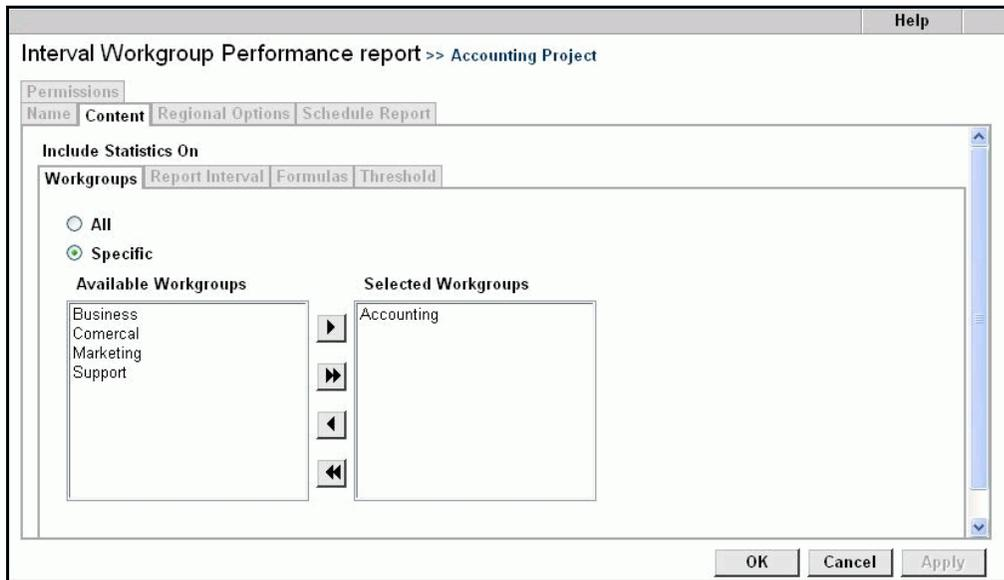 Help
Interval Workgroup Performance report >> Accounting Project
Permissions
Name Content Regional Options Schedule Report
Include Statistics On
Workgroups Report Interval Formulas Threshold
All
Specific
Available Workgroups Selected Workgroups
Business Accounting
Comercal
Marketing
Support
OK Cancel Apply